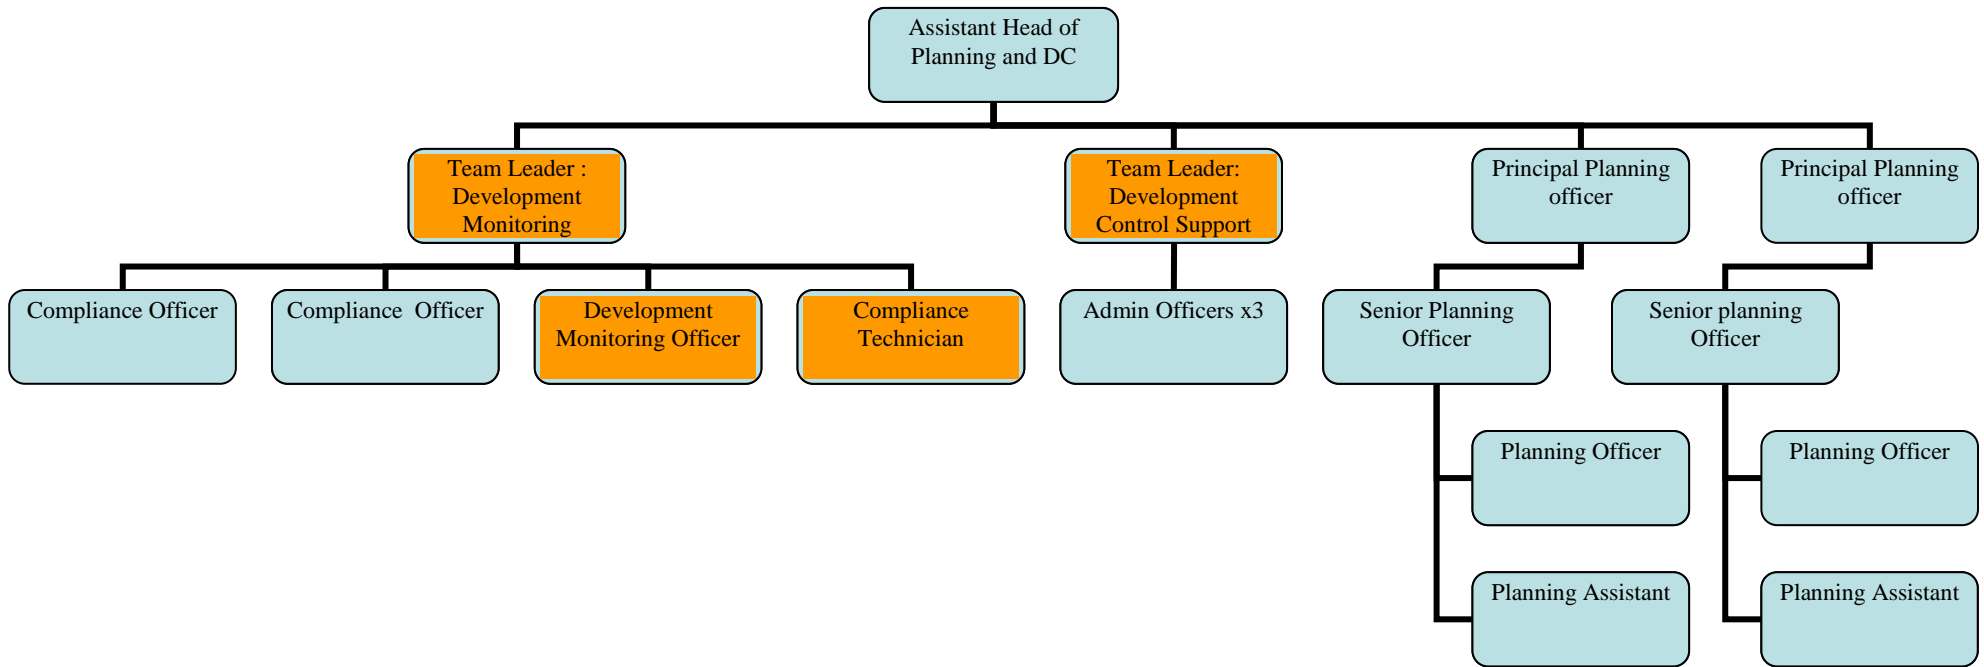 Assistant Head of
Planning and DC
Team Leader :
Development
Monitoring
Team Leader:
Development
Control Support
Principal Planning
officer
Principal Planning
officer
Compliance Officer
Compliance  Officer
Development
Monitoring Officer
Compliance
Technician
Admin Officers x3
Senior Planning
Officer
Senior planning
Officer
Planning Officer
Planning Officer
Planning Assistant
Planning Assistant